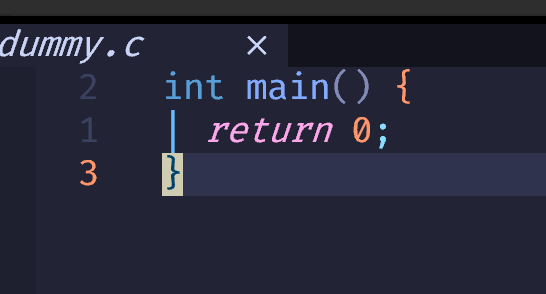 dummy.c ×
2 int main() {
1 return 0;
3 }